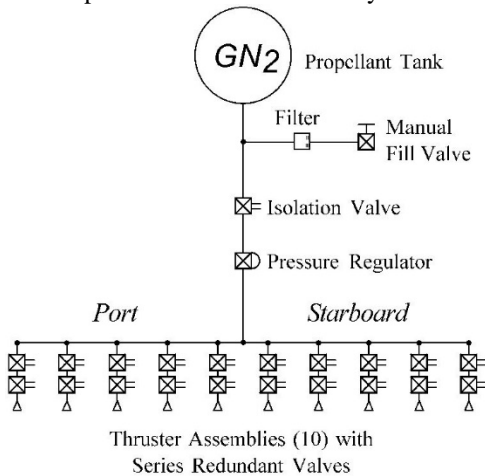 GN2
Propellant Tank
Filter
Manual
Fill Valve
Isolation Valve
Pressure Regulator
Port
Starboard
Thruster Assemblies (10) with
Series Redundant Valves